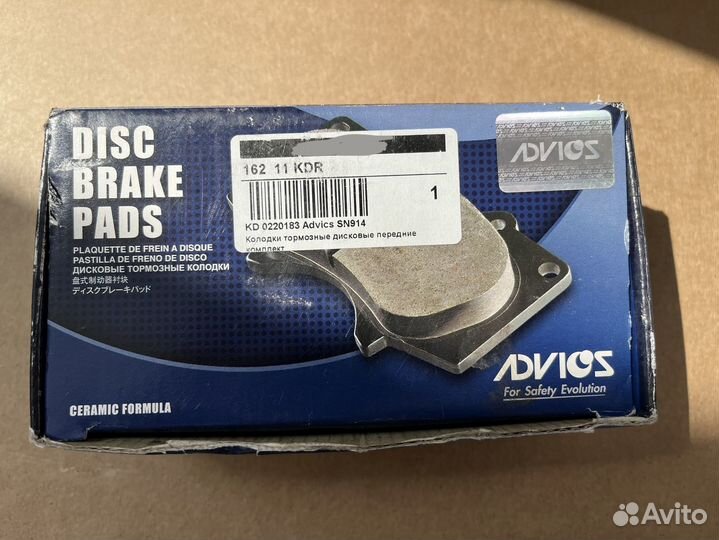 DISC
BRAKE
PADS
PLAQUETTE DE FREIN A DISQUE
PASTILLA DE FRENO DE DISCO
ДИСКОВЫЕ ТОРМОЗНЫЕ КОЛОДКИ
盘式制动器衬块
ディスクブレーキパッド
CERAMIC FORMULA
162 11 KDR
1
KD 0220183 Advics SN914
Колодки тормозные дисковые передние
комплект
ADVICS
ADVICS
For Safety Evolution
Avito